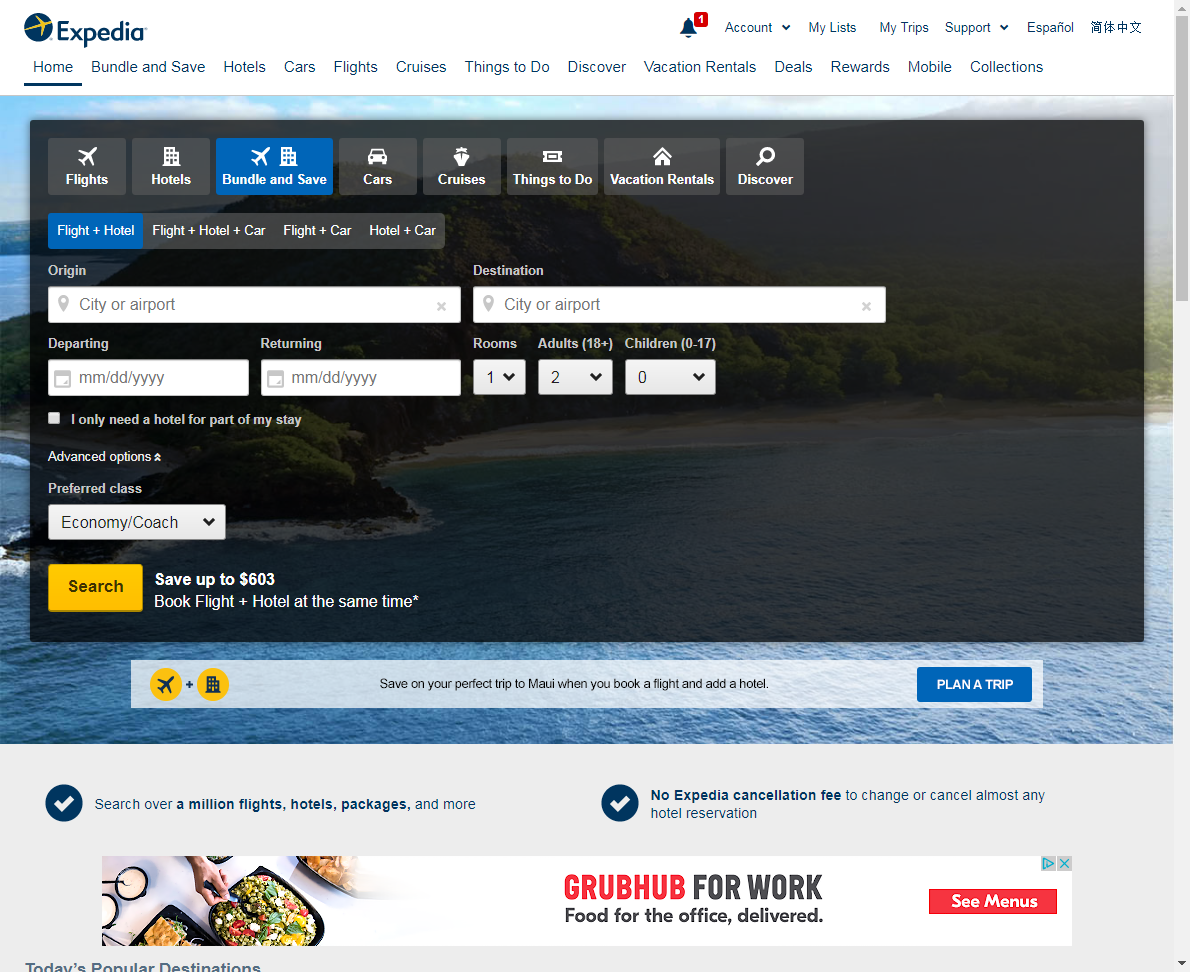 Expedia
1
Account My Lists My Trips Support Español 简体中文
Home Bundle and Save Hotels Cars Flights Cruises Things to Do Discover Vacation Rentals Deals Rewards Mobile Collections
Flights Hotels Bundle and Save Cars Cruises Things to Do Vacation Rentals Discover
Flight + Hotel Flight + Hotel + Car Flight + Car Hotel + Car
Origin Destination
City or airport × City or airport ×
Departing Returning Rooms Adults (18+) Children (0-17)
mm/dd/yyyy mm/dd/yyyy 1 2 0
I only need a hotel for part of my stay
Advanced options
Preferred class
Economy/Coach
Search
Save up to $603
Book Flight + Hotel at the same time*
+ Save on your perfect trip to Maui when you book a flight and add a hotel. PLAN A TRIP
Search over a million flights, hotels, packages, and more
No Expedia cancellation fee to change or cancel almost any
hotel reservation
GRUBHUB FOR WORK
Food for the office, delivered.
See Menus
Today's Popular Destinations